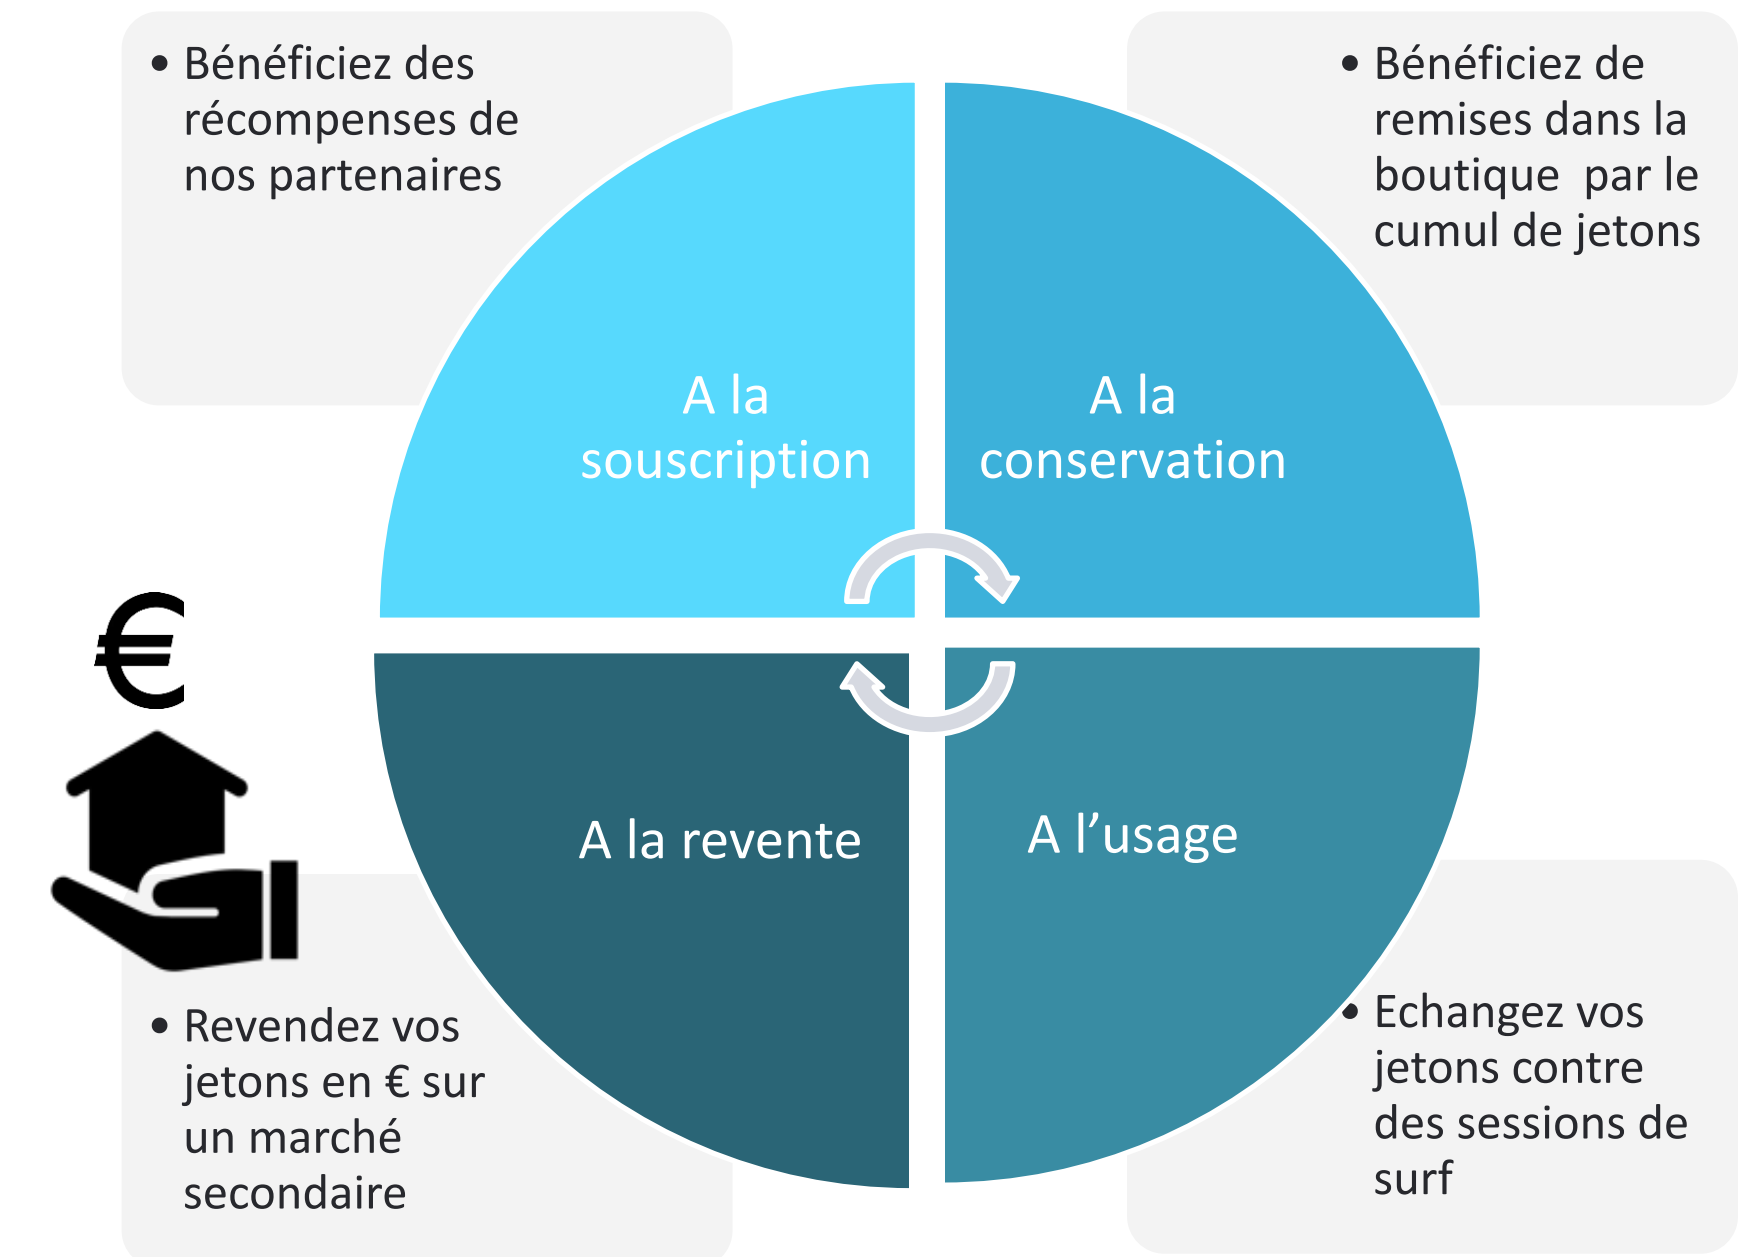 • Bénéficiez des
récompenses de
nos partenaires
• Bénéficiez de
remises dans la
boutique  par le
cumul de jetons
A la
souscription
A la
conservation
€
A la revente
A l’usage
• Revendez vos
jetons en € sur
un marché
secondaire
• Echangez vos
jetons contre
des sessions de
surf